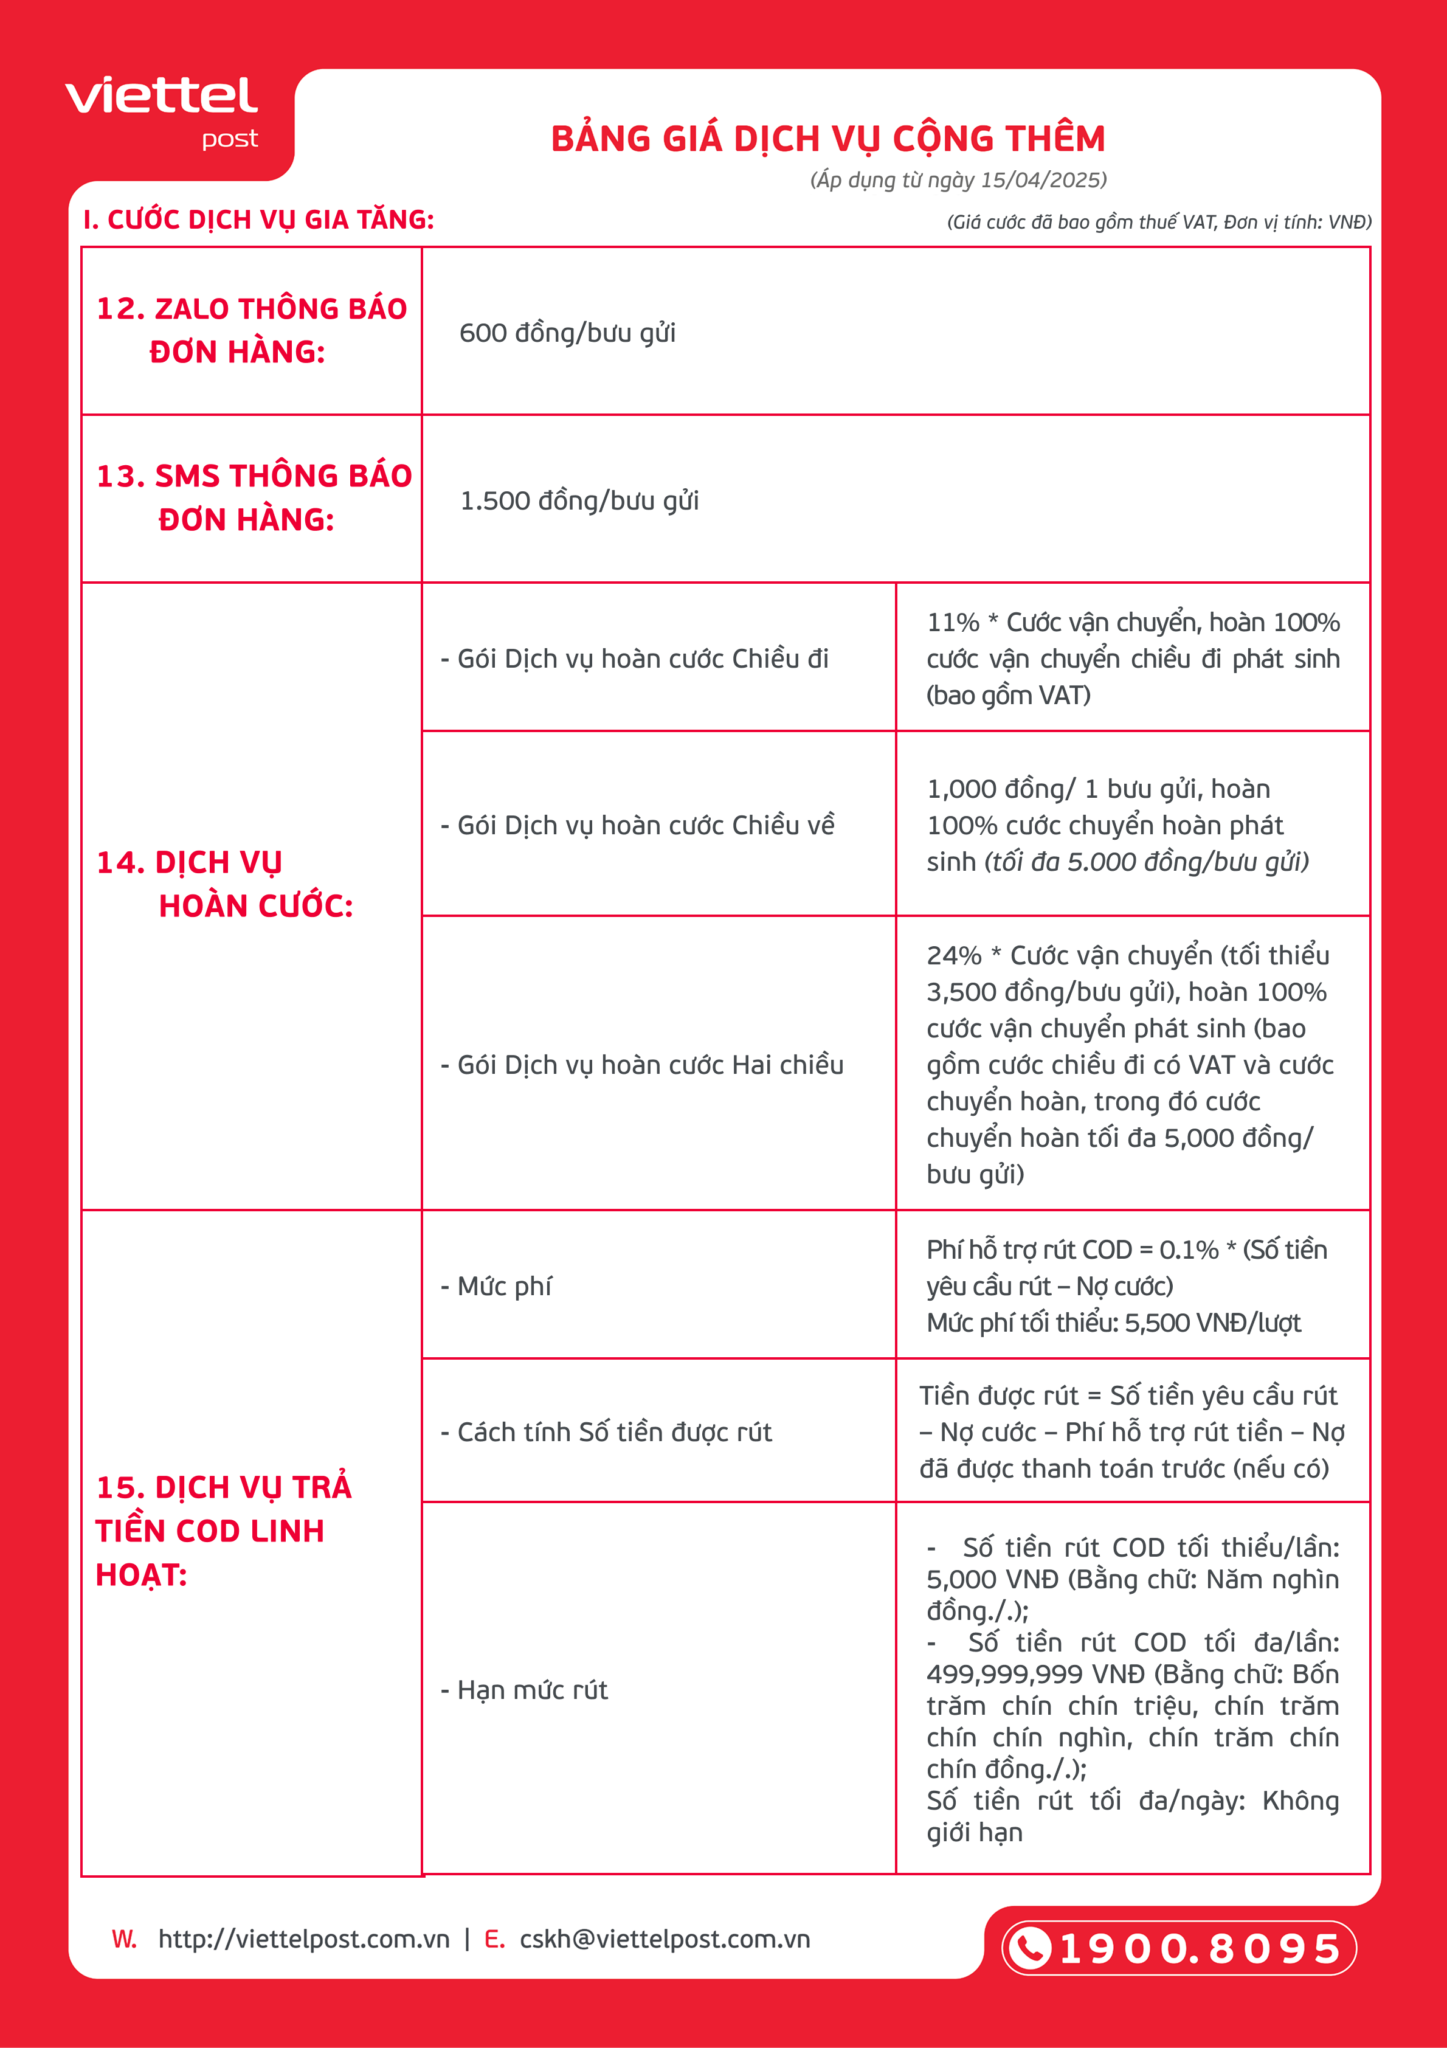 viettel
post
BẢNG GIÁ DỊCH VỤ CỘNG THÊM
(Áp dụng từ ngày 15/04/2025)
I. CƯỚC DỊCH VỤ GIA TĂNG:
(Giá cước đã bao gồm thuế VAT, Đơn vị tính: VNĐ)
12. ZALO THÔNG BÁO
ĐƠN HÀNG:
600 đồng/bưu gửi
13. SMS THÔNG BÁO
ĐƠN HÀNG:
1.500 đồng/bưu gửi
14. DỊCH VỤ
HOÀN CƯỚC:
- Gói Dịch vụ hoàn cước Chiều đi
11% * Cước vận chuyển, hoàn 100%
cước vận chuyển chiều đi phát sinh
(bao gồm VAT)
- Gói Dịch vụ hoàn cước Chiều về
1,000 đồng/ 1 bưu gửi, hoàn
100% cước chuyển hoàn phát
sinh (tối đa 5.000 đồng/bưu gửi)
- Gói Dịch vụ hoàn cước Hai chiều
24% * Cước vận chuyển (tối thiểu
3,500 đồng/bưu gửi), hoàn 100%
cước vận chuyển phát sinh (bao
gồm cước chiều đi có VAT và cước
chuyển hoàn, trong đó cước
chuyển hoàn tối đa 5,000 đồng/
bưu gửi)
15. DỊCH VỤ TRẢ
TIỀN COD LINH
HOẠT:
- Mức phí
Phí hỗ trợ rút COD = 0.1% * (Số tiền
yêu cầu rút – Nợ cước)
Mức phí tối thiểu: 5,500 VNĐ/lượt
- Cách tính Số tiền được rút
Tiền được rút = Số tiền yêu cầu rút
– Nợ cước – Phí hỗ trợ rút tiền – Nợ
đã được thanh toán trước (nếu có)
- Hạn mức rút
- Số tiền rút COD tối thiểu/lần:
5,000 VNĐ (Bằng chữ: Năm nghìn
đồng./.);
- Số tiền rút COD tối đa/lần:
499,999,999 VNĐ (Bằng chữ: Bốn
trăm chín chín triệu, chín trăm
chín chín nghìn, chín trăm chín
chín đồng./.);
Số tiền rút tối đa/ngày: Không
giới hạn
W. http://viettelpost.com.vn | E. cskh@viettelpost.com.vn
1900.8095